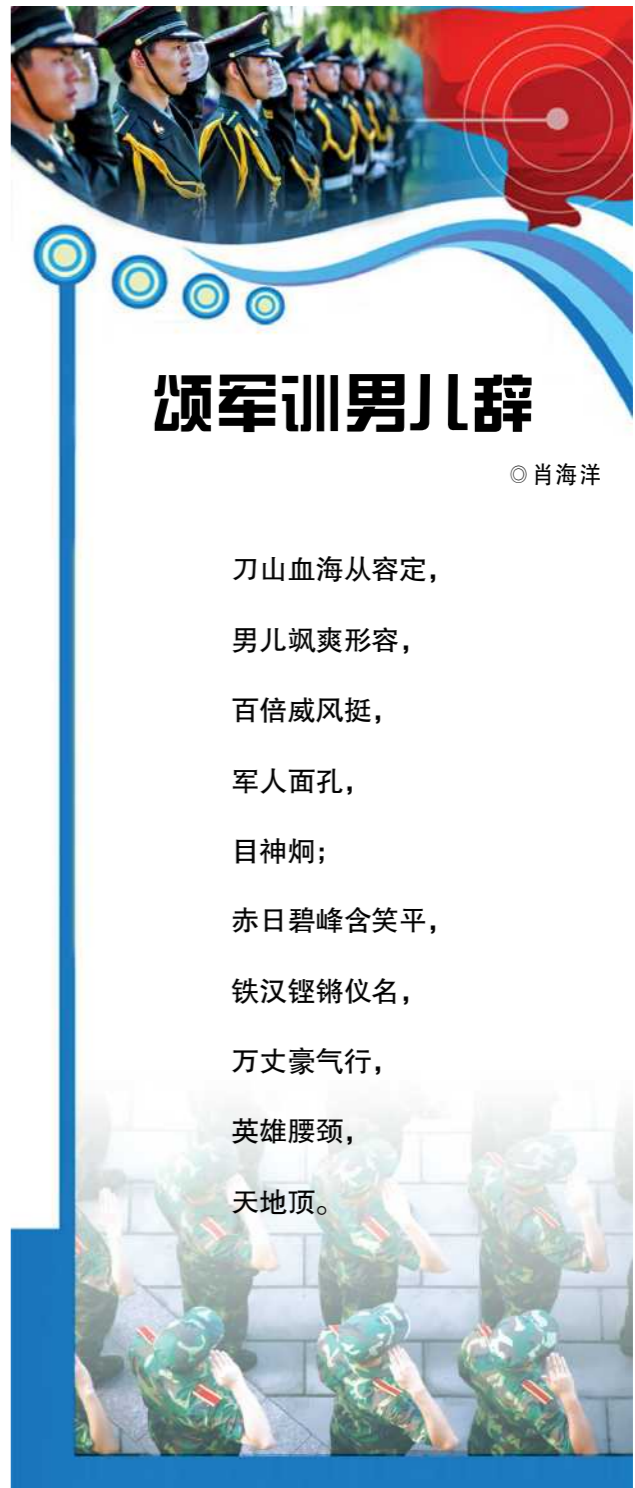 颂军训男儿辞
◎肖海洋
刀山血海从容定，
男儿飒爽形容，
百倍威风挺，
军人面孔，
目神炯；
赤日碧峰含笑平，
铁汉铿锵仪名，
万丈豪气行，
英雄腰颈，
天地顶。